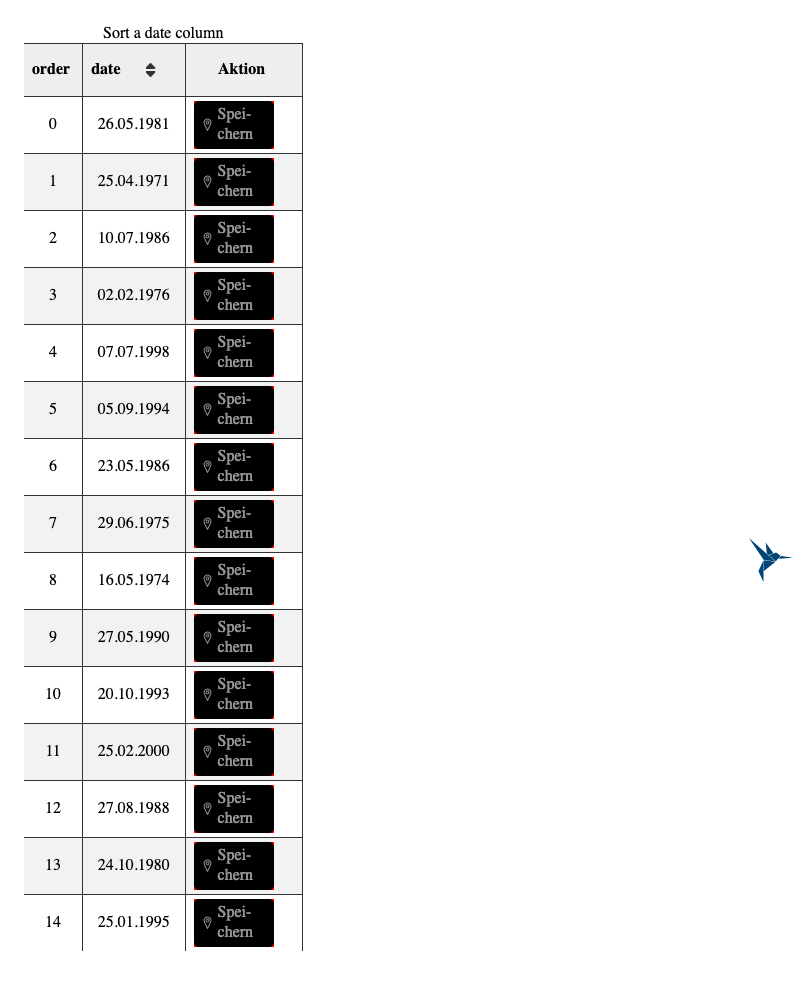 Sort a date column
order date Aktion
0 26.05.1981 Spei-
chern
1 25.04.1971 Spei-
chern
2 10.07.1986 Spei-
chern
3 02.02.1976 Spei-
chern
4 07.07.1998 Spei-
chern
5 05.09.1994 Spei-
chern
6 23.05.1986 Spei-
chern
7 29.06.1975 Spei-
chern
8 16.05.1974 Spei-
chern
9 27.05.1990 Spei-
chern
10 20.10.1993 Spei-
chern
11 25.02.2000 Spei-
chern
12 27.08.1988 Spei-
chern
13 24.10.1980 Spei-
chern
14 25.01.1995 Spei-
chern